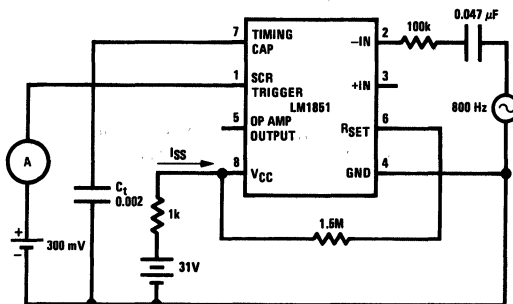 7
TIMING
CAP
1
SCR
TRIGGER
LM1851
5
OP AMP
OUTPUT
8
VCC
–IN
2
+IN
3
RSET
6
GND
4
100k
0.047 μF
800 Hz
A
+
–
300 mV
Ct
0.002
ISS
1k
31V
1.5M